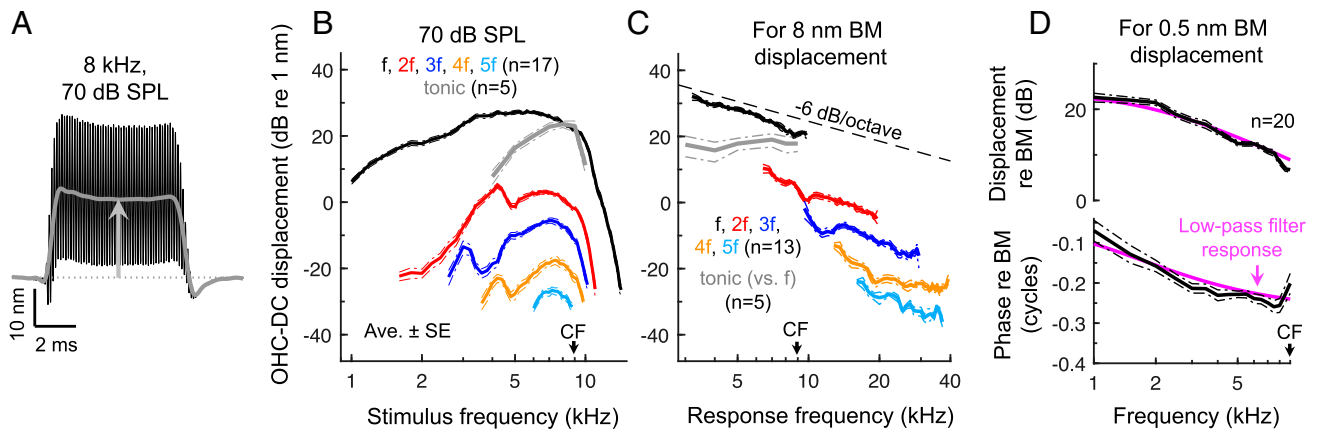 A
8 kHz,
70 dB SPL
10 nm
2 ms
B
70 dB SPL
f, 2f, 3f, 4f, 5f (n=17)
tonic (n=5)
OHC-DC displacement (dB re 1 nm)
40
20
0
-20
-40
Ave. ± SE
CF
1
5
10
Stimulus frequency (kHz)
C
For 8 nm BM
displacement
-6 dB/octave
40
20
0
-20
-40
f, 2f, 3f,
4f, 5f (n=13)
tonic (vs. f)
(n=5)
CF
5
10
20
40
Response frequency (kHz)
D
For 0.5 nm BM
displacement
Displacement
re BM (dB)
20
0
n=20
Phase re BM
(cycles)
-0.1
-0.2
-0.3
-0.4
Low-pass filter
response
CF
1
2
5
Frequency (kHz)